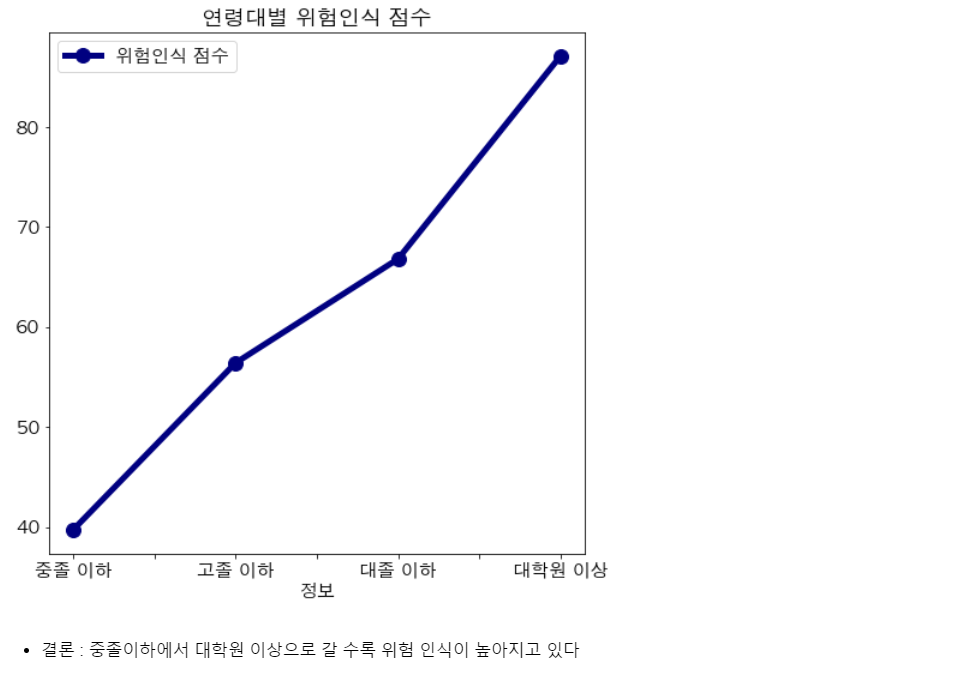 연령대별 위험인식 점수
위험인식 점수
80
70
60
50
40
중졸 이하 고졸 이하 대졸 이하 대학원 이상
정보
결론 : 중졸이하에서 대학원 이상으로 갈 수록 위험 인식이 높아지고 있다